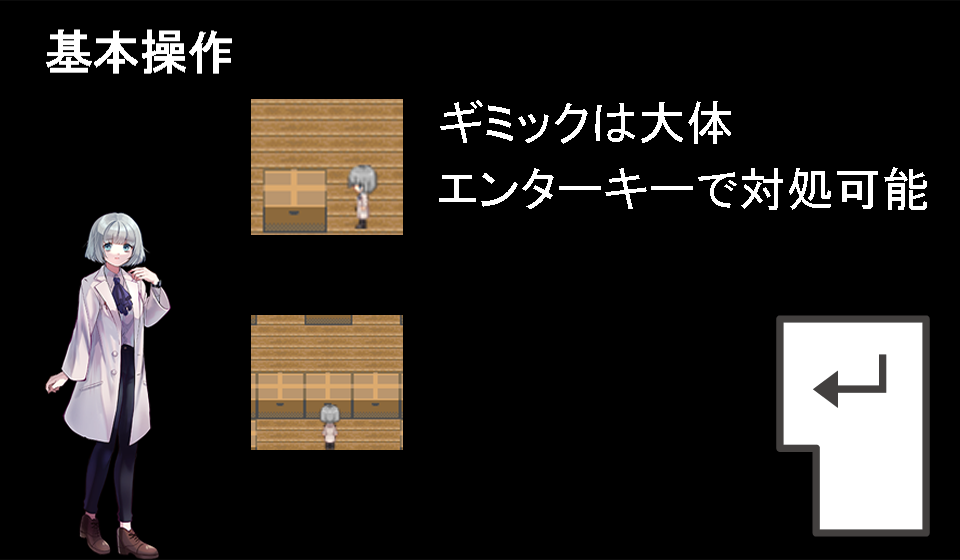 基本操作
ギミックは大体
エンターキーで対処可能